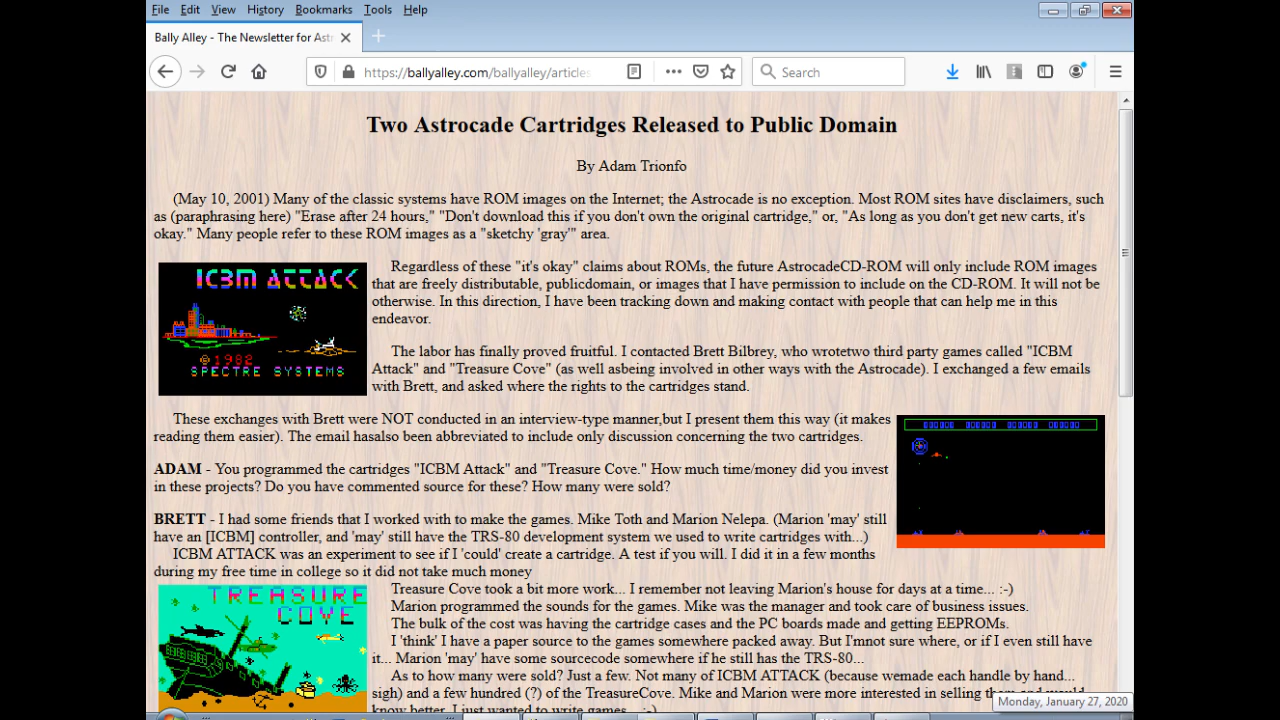 File Edit View History Bookmarks Tools Help
Bally Alley - The Newsletter for Astr
https://ballyalley.com/ballyalley/articles
Search
Two Astrocade Cartridges Released to Public Domain
By Adam Trionfo
(May 10, 2001) Many of the classic systems have ROM images on the Internet; the Astrocade is no exception. Most ROM sites have disclaimers, such
as (paraphrasing here) "Erase after 24 hours," "Don't download this if you don't own the original cartridge," or, "As long as you don't get new carts, it's
okay." Many people refer to these ROM images as a "sketchy 'gray'" area.
ICBM ATTACK
©1982
SPECTRE SYSTEMS
Regardless of these "it's okay" claims about ROMs, the future AstrocadeCD-ROM will only include ROM images
that are freely distributable, publicdomain, or images that I have permission to include on the CD-ROM. It will not be
otherwise. In this direction, I have been tracking down and making contact with people that can help me in this
endeavor.
The labor has finally proved fruitful. I contacted Brett Bilbrey, who wrotetwo third party games called "ICBM
Attack" and "Treasure Cove" (as well asbeing involved in other ways with the Astrocade). I exchanged a few emails
with Brett, and asked where the rights to the cartridges stand.
These exchanges with Brett were NOT conducted in an interview-type manner,but I present them this way (it makes
reading them easier). The email hasalso been abbreviated to include only discussion concerning the two cartridges.
000000 000000 000000 000000
ADAM - You programmed the cartridges "ICBM Attack" and "Treasure Cove." How much time/money did you invest
in these projects? Do you have commented source for these? How many were sold?
BRETT - I had some friends that I worked with to make the games. Mike Toth and Marion Nelepa. (Marion 'may' still
have an [ICBM] controller, and 'may' still have the TRS-80 development system we used to write cartridges with...)
ICBM ATTACK was an experiment to see if I 'could' create a cartridge. A test if you will. I did it in a few months
during my free time in college so it did not take much money
TREASURE
COVE
Treasure Cove took a bit more work... I remember not leaving Marion's house for days at a time... :-)
Marion programmed the sounds for the games. Mike was the manager and took care of business issues.
The bulk of the cost was having the cartridge cases and the PC boards made and getting EEPROMs.
I 'think' I have a paper source to the games somewhere packed away. But I'mnot sure where, or if I even still have
it... Marion 'may' have some sourcecode somewhere if he still has the TRS-80...
As to how many were sold? Just a few. Not many of ICBM ATTACK (because wemade each handle by hand...
sigh) and a few hundred (?) of the TreasureCove. Mike and Marion were more interested in selling them and would
know better. I just wanted to write games... :-)
Monday, January 27, 2020